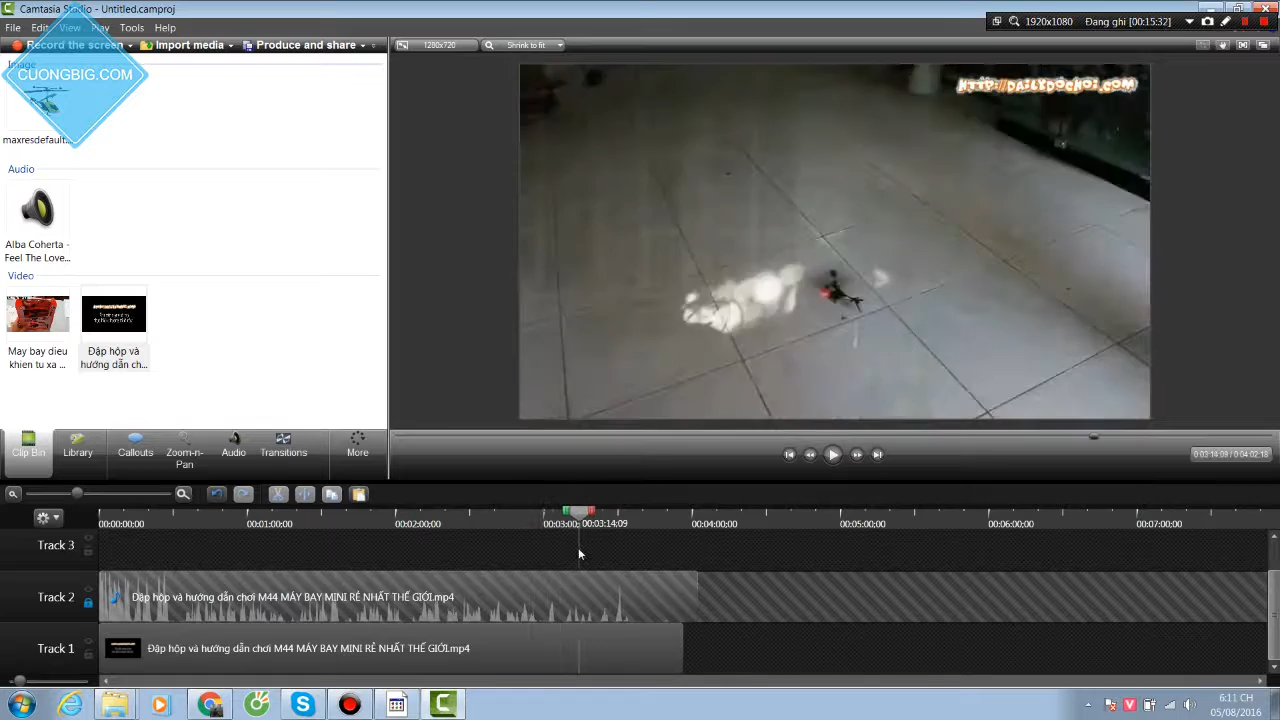 Camtasia Studio - Untitled.camproj
File Edit View Play Tools Help
1920x1080 Đang ghi [00:15:32]
Record the screen Import media Produce and share
1280x720 Shrink to fit
Image
CUONGBIG.COM
HTTP://DAILYDOCHOI.COM
maxresdefault...
Audio
Alba Coherta -
Feel The Love...
Video
May bay dieu
khien tu xa ...
Đập hộp và
hướng dẫn ch...
Clip Bin Library Callouts Zoom-n-
Pan Audio Transitions More
0:03:14:09 / 0:04:02:18
00:00:00;00 00:01:00;00 00:02:00;00 00:03:00; 00:03:14;09 00:04:00;00 00:05:00;00 00:06:00;00 00:07:00;00
Track 3
Track 2 Đập hộp và hướng dẫn chơi M44 MÁY BAY MINI RẺ NHẤT THẾ GIỚI.mp4
Track 1 Đập hộp và hướng dẫn chơi M44 MÁY BAY MINI RẺ NHẤT THẾ GIỚI.mp4
6:11 CH
05/08/2016